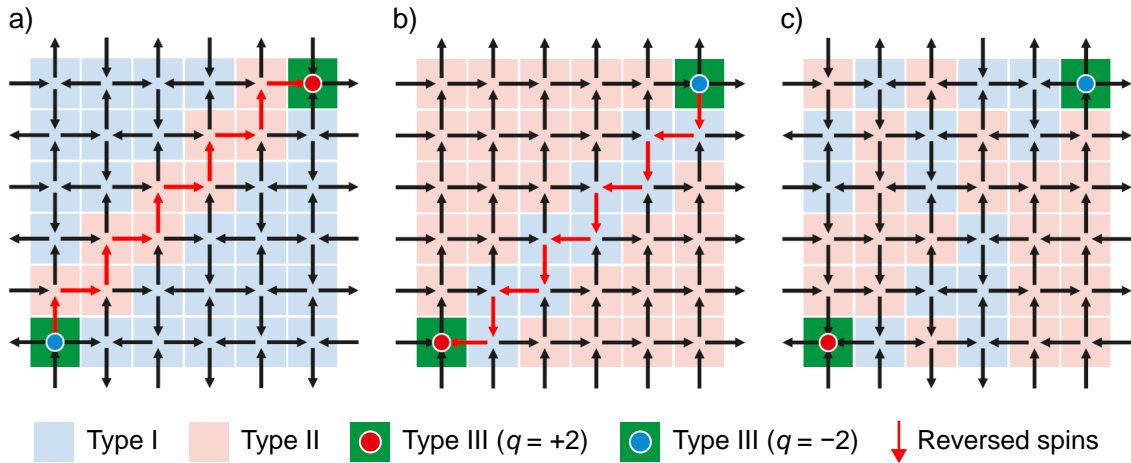 a)
b)
c)
Type I
Type II
Type III (q = +2)
Type III (q = −2)
Reversed spins